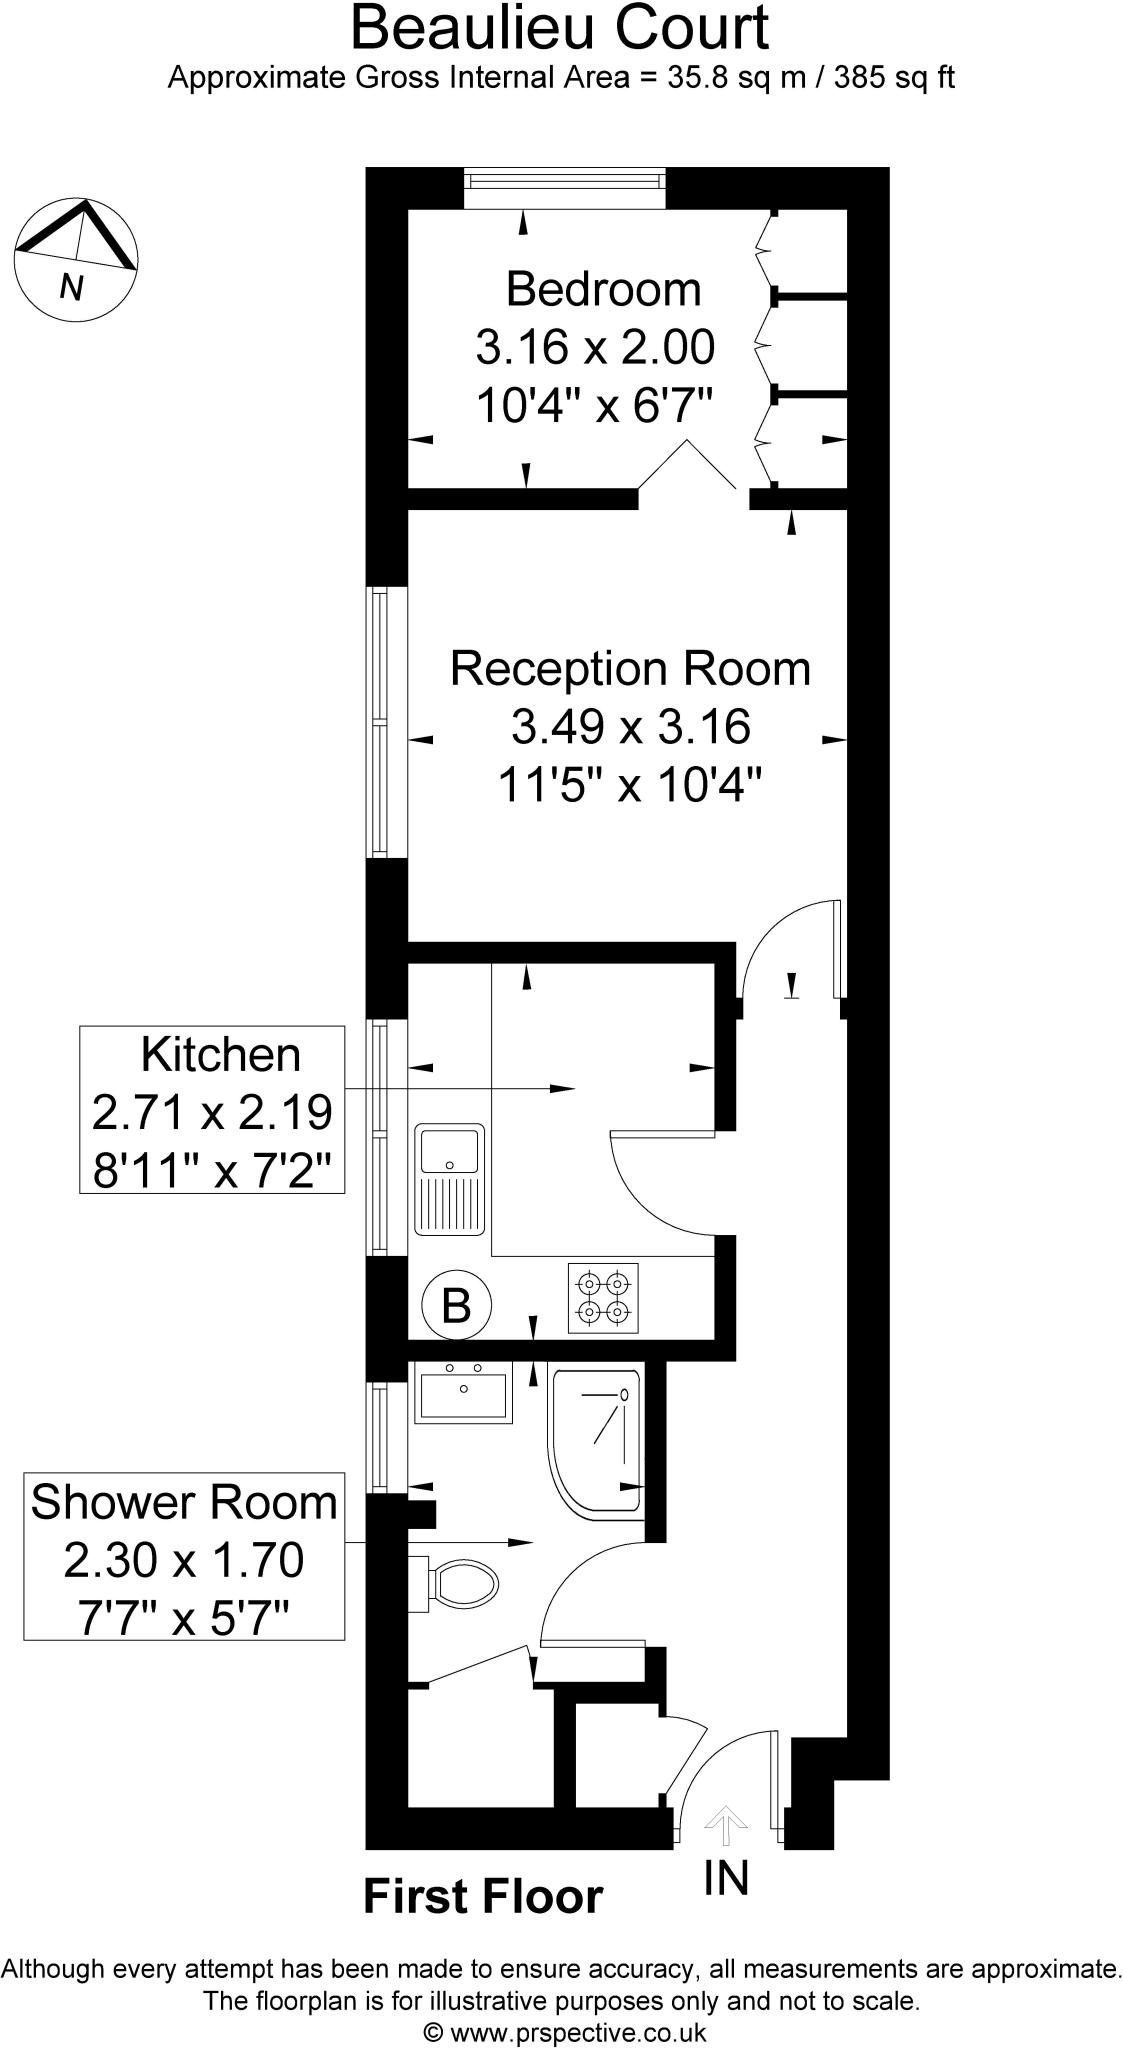 Beaulieu Court
Approximate Gross Internal Area = 35.8 sq m / 385 sq ft
N
Bedroom
3.16 x 2.00
10'4" x 6'7"
Reception Room
3.49 x 3.16
11'5" x 10'4"
Kitchen
2.71 x 2.19
8'11" x 7'2"
B
Shower Room
2.30 x 1.70
7'7" x 5'7"
IN
First Floor
Although every attempt has been made to ensure accuracy, all measurements are approximate.
The floorplan is for illustrative purposes only and not to scale.
© www.prspective.co.uk